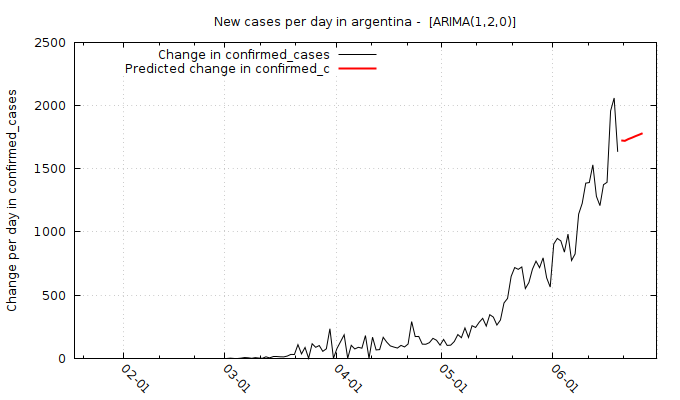 New cases per day in argentina -  [ARIMA(1,2,0)]
Change in confirmed_cases
Predicted change in confirmed_c
Change per day in confirmed_cases
2500
2000
1500
1000
500
0
02-01
03-01
04-01
05-01
06-01